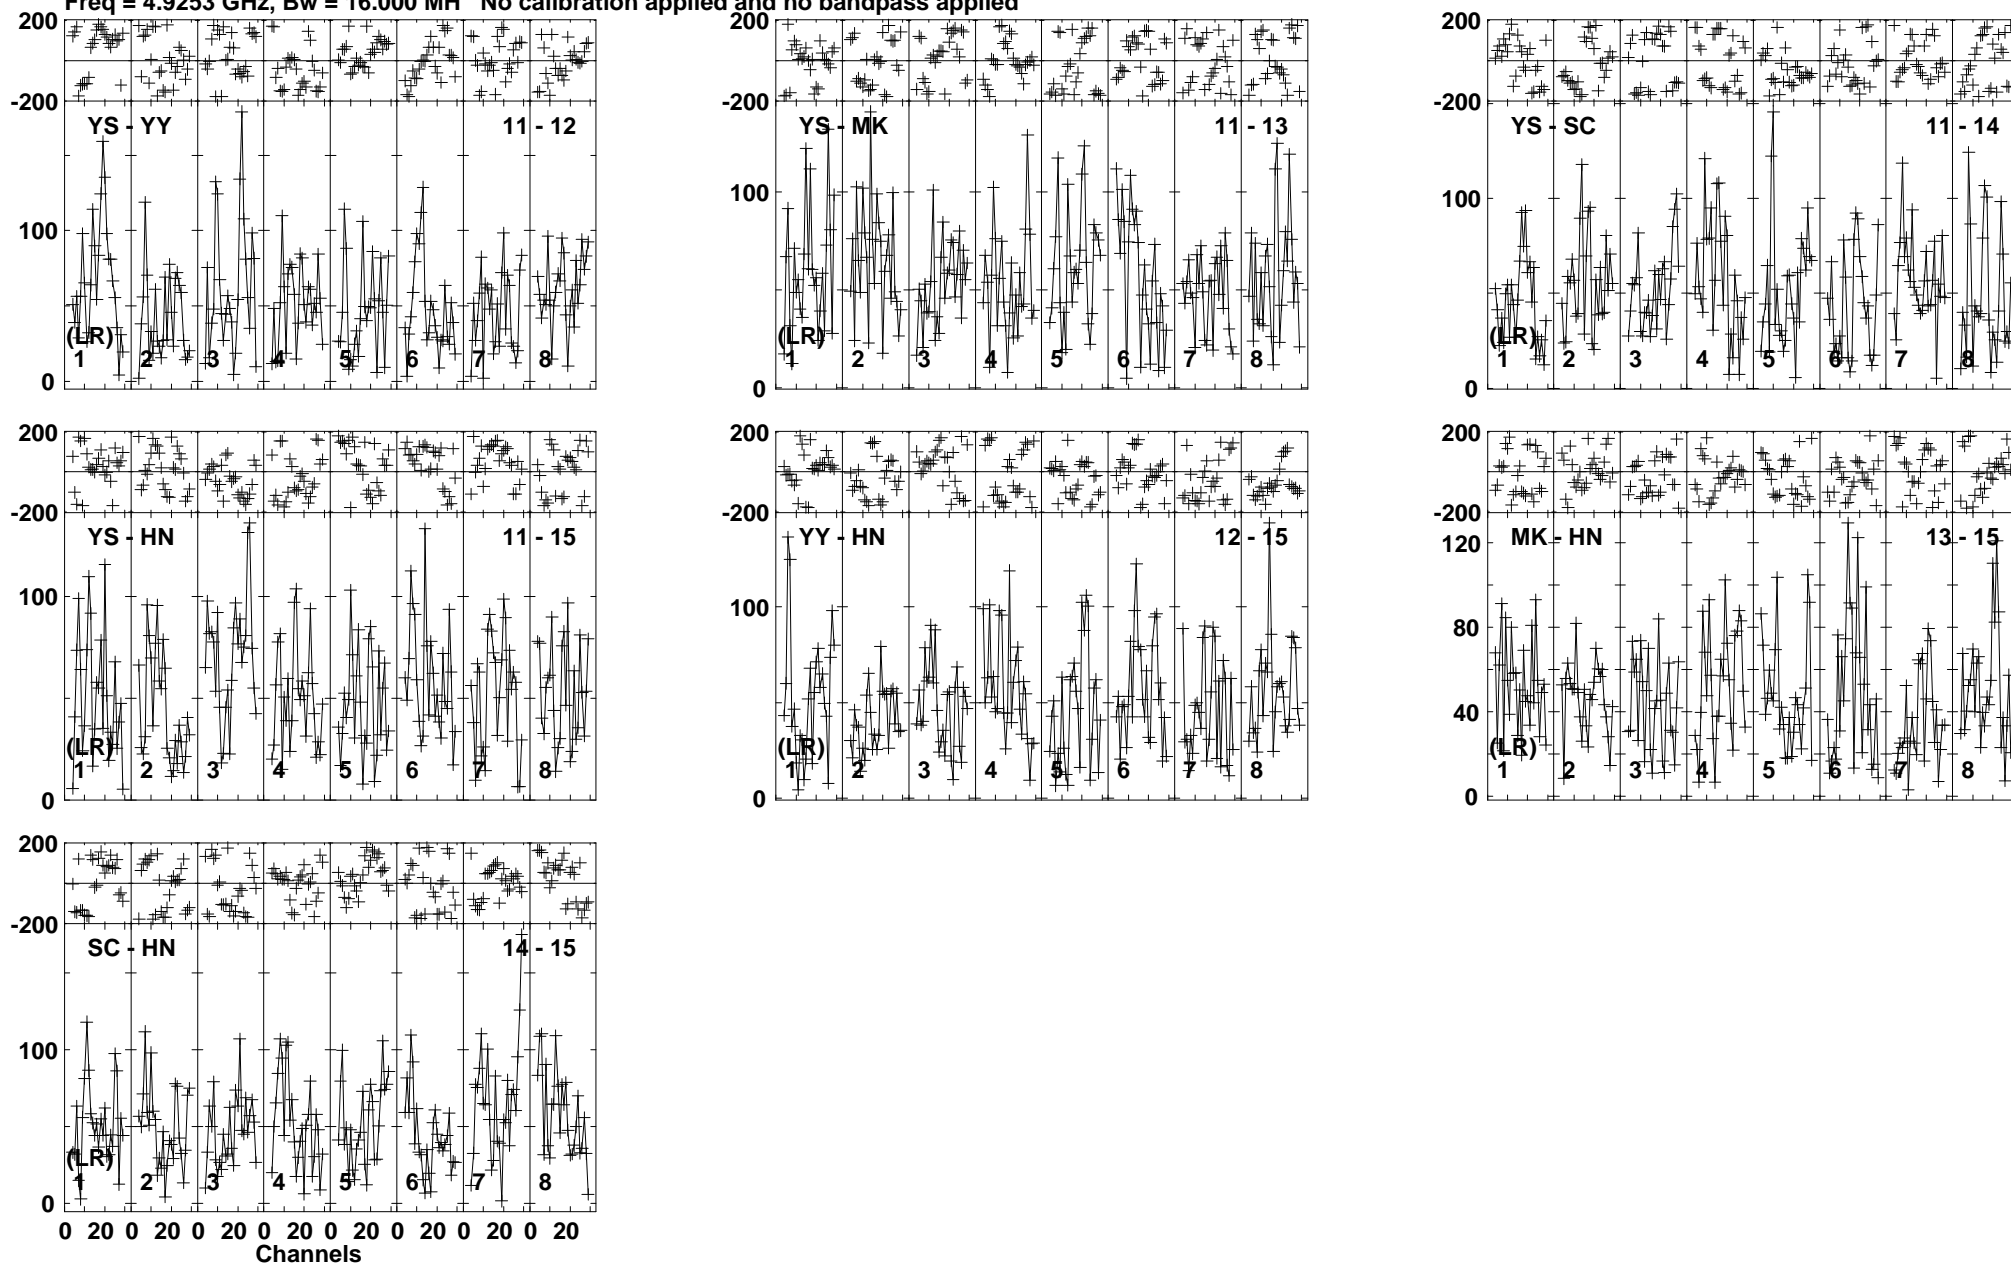 Freq = 4.9253 GHz, Bw = 16.000 MH No calibration applied and no bandpass applied
200
-200
YS - YY
11 - 12
100
(LR)
1 2 3 4 5 6 7 8
0
200
-200
YS - MK
11 - 13
100
(LR)
1 2 3 4 5 6 7 8
0
200
-200
YS - SC
11 - 14
100
(LR)
1 2 3 4 5 6 7 8
0
200
-200
YS - HN
11 - 15
100
(LR)
1 2 3 4 5 6 7 8
0
200
-200
YY - HN
12 - 15
100
(LR)
1 2 3 4 5 6 7 8
0
200
-200
MK - HN
13 - 15
120
80
40
(LR)
1 2 3 4 5 6 7 8
0
200
-200
SC - HN
14 - 15
100
(LR)
1 2 3 4 5 6 7 8
0
0 20 0 20 0 20 0 20 0 20 0 20 0 20 0 20
Channels